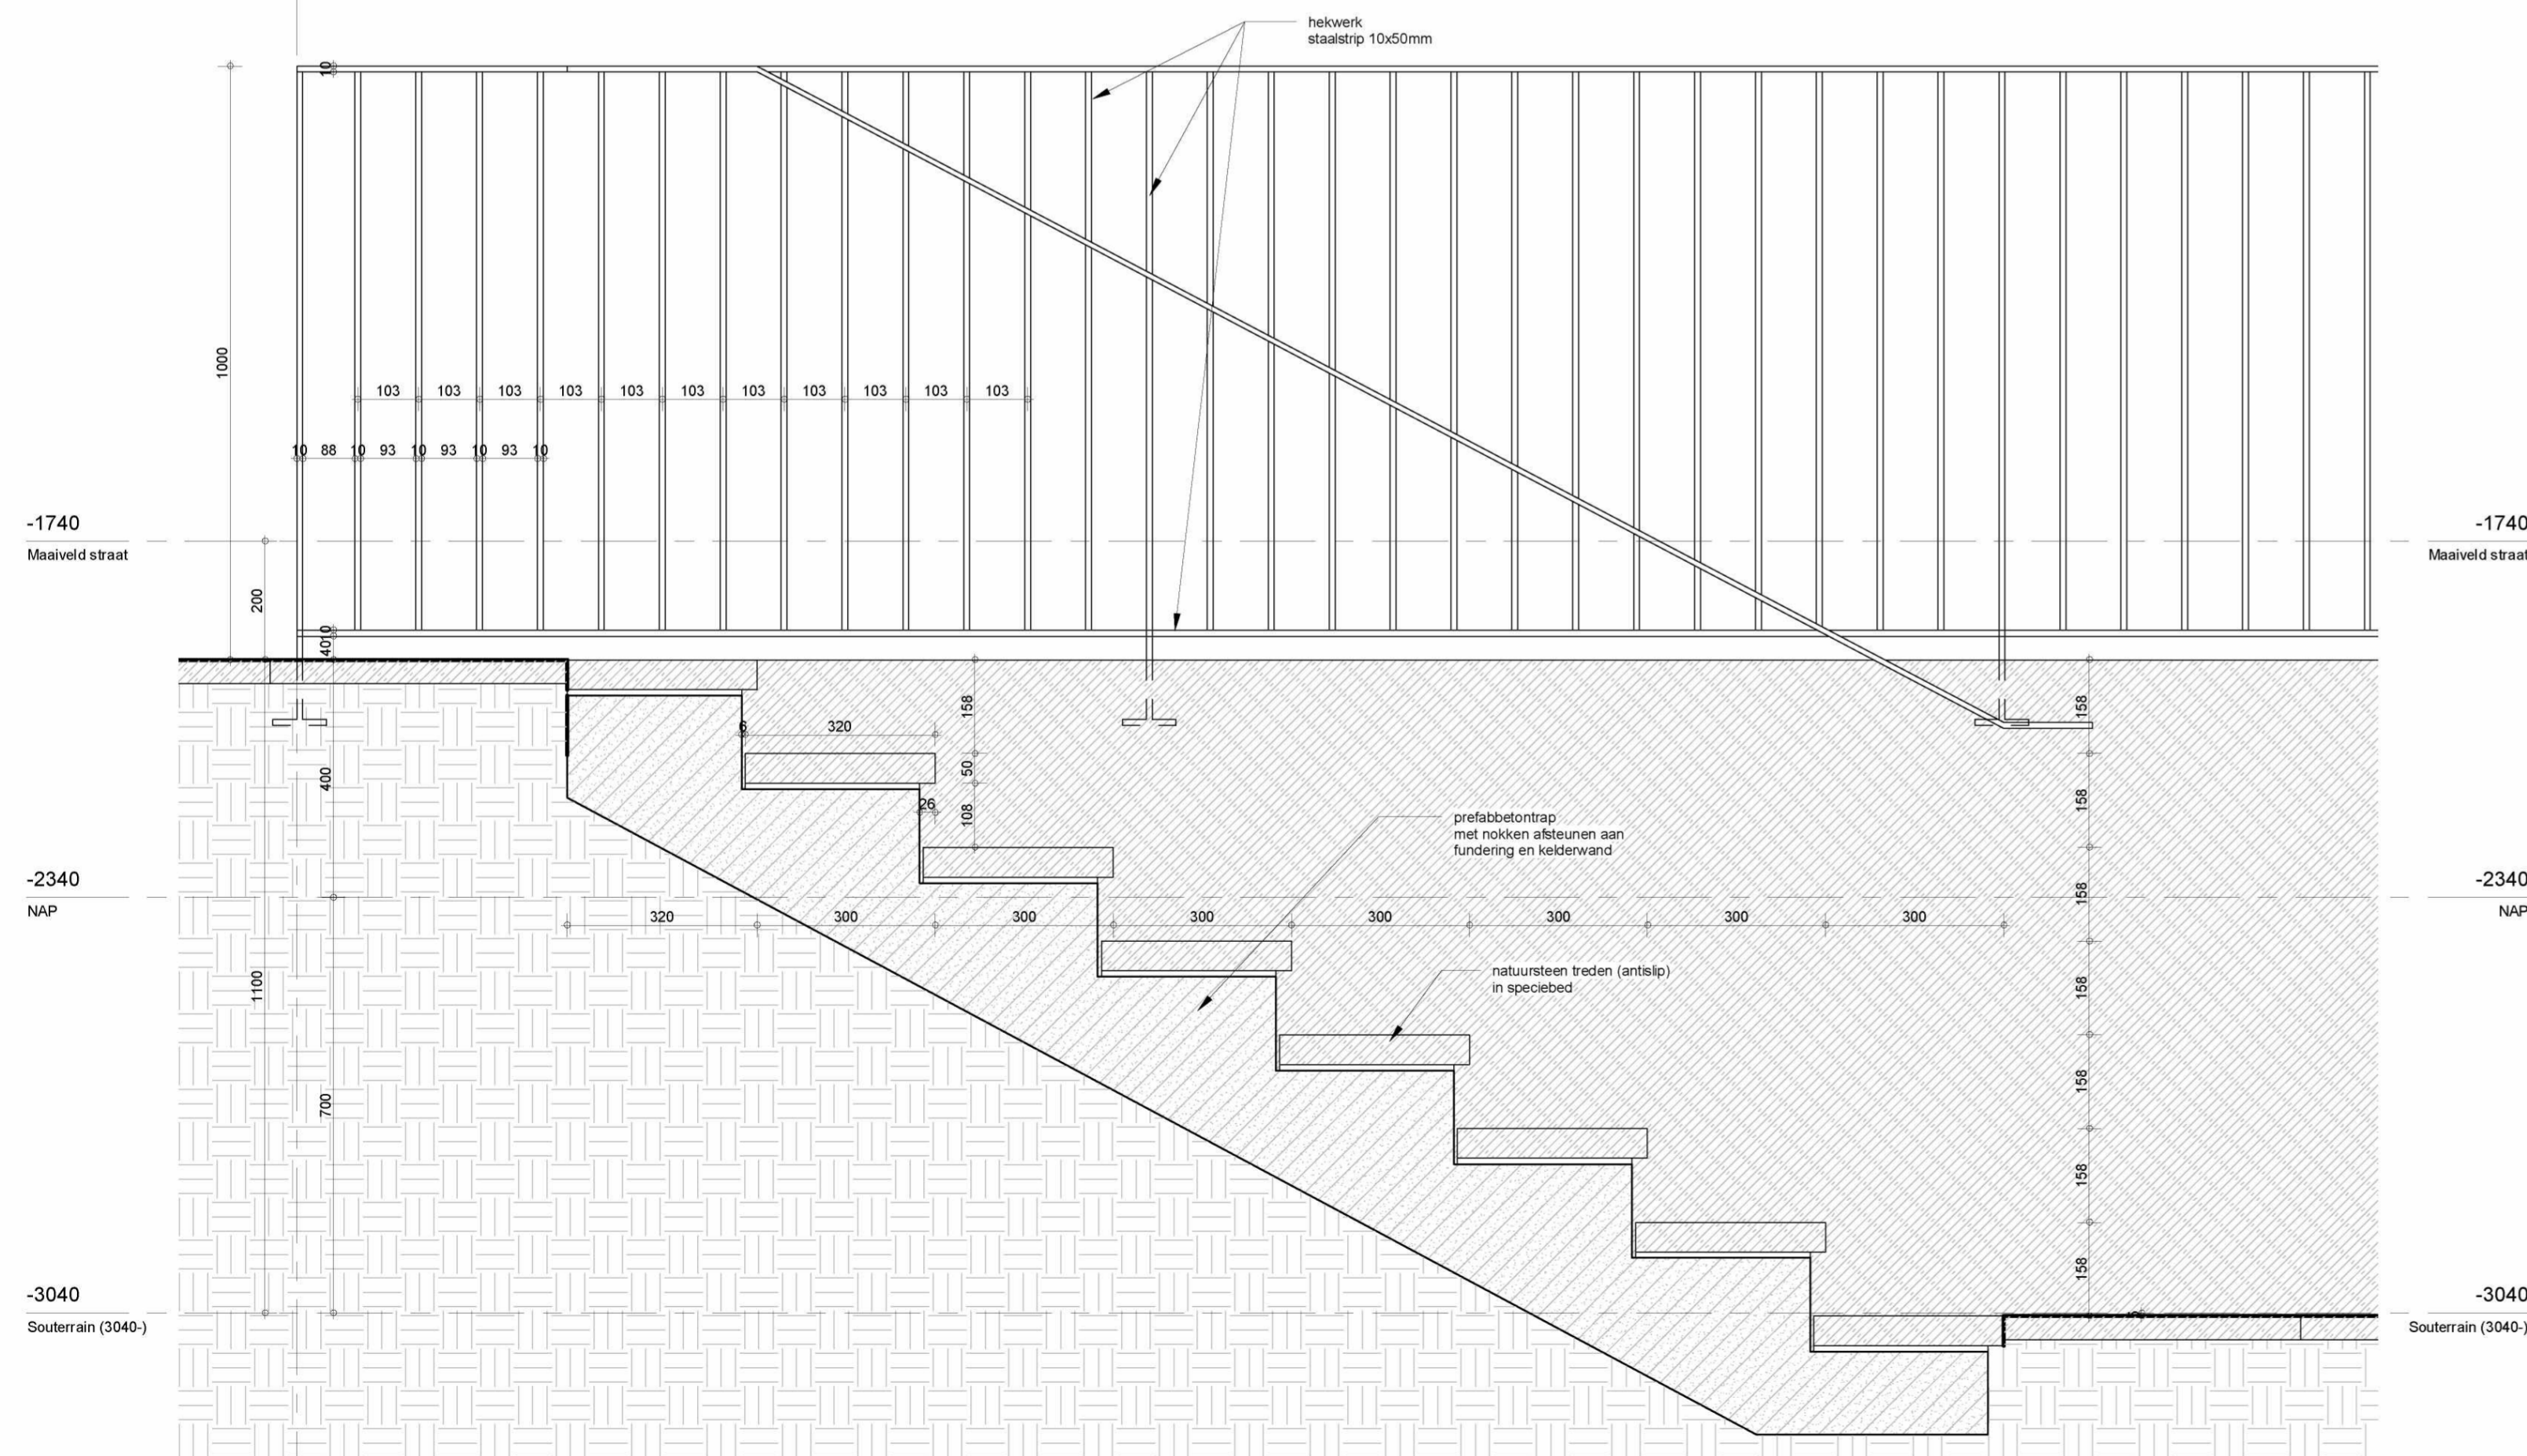 hekwerk
staalstrip 10x50mm
10
1000
103 103 103 103 103 103 103 103 103 103 103
10 88 10 93 10 93 10 93 10
-1740
Maaiveld straat
-1740
Maaiveld straat
200
10
40
158
158
6 320
400
50
158
26
108
prefabbetontrap
met nokken afsteunen aan
fundering en kelderwand
-2340
NAP
158
-2340
NAP
320 300 300 300 300 300 300 300
natuursteen treden (antislip)
in speciebed
1100
158
700
158
158
158
-3040
Souterrain (3040-)
-3040
Souterrain (3040-)